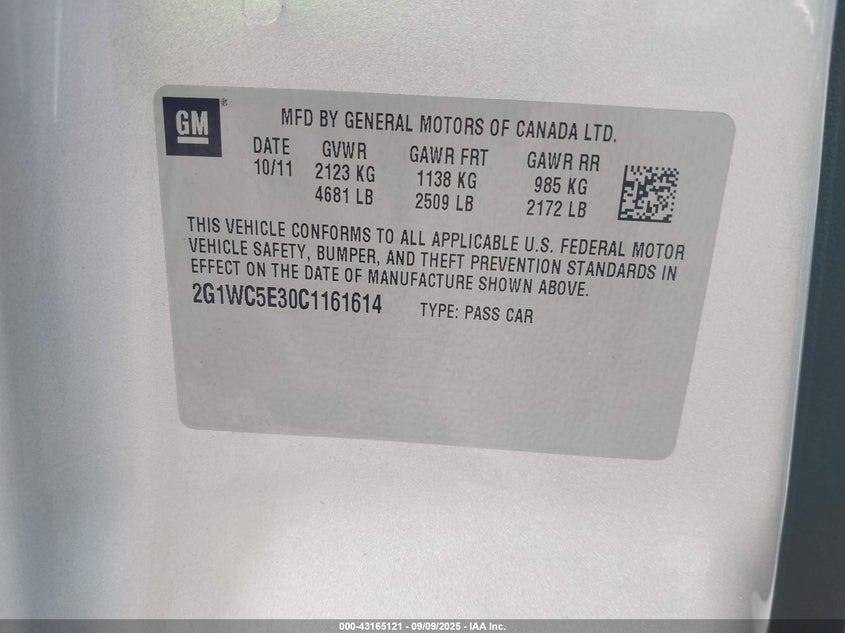 GM ®
MFD BY GENERAL MOTORS OF CANADA LTD.
DATE GVWR GAWR FRT GAWR RR
10/11 2123 KG 1138 KG 985 KG
4681 LB 2509 LB 2172 LB
THIS VEHICLE CONFORMS TO ALL APPLICABLE U.S. FEDERAL MOTOR
VEHICLE SAFETY, BUMPER, AND THEFT PREVENTION STANDARDS IN
EFFECT ON THE DATE OF MANUFACTURE SHOWN ABOVE.
2G1WC5E30C1161614 TYPE: PASS CAR
000-43165121 - 09/09/2025 - IAA Inc.